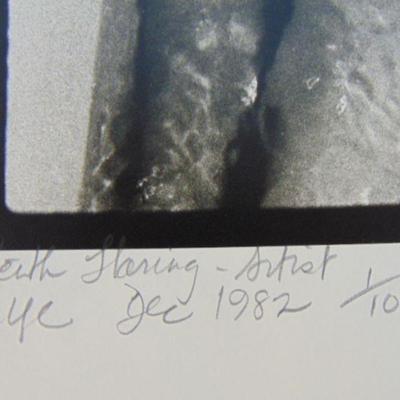 Keith Haring - Artist
NYC Dec 1982 1/10